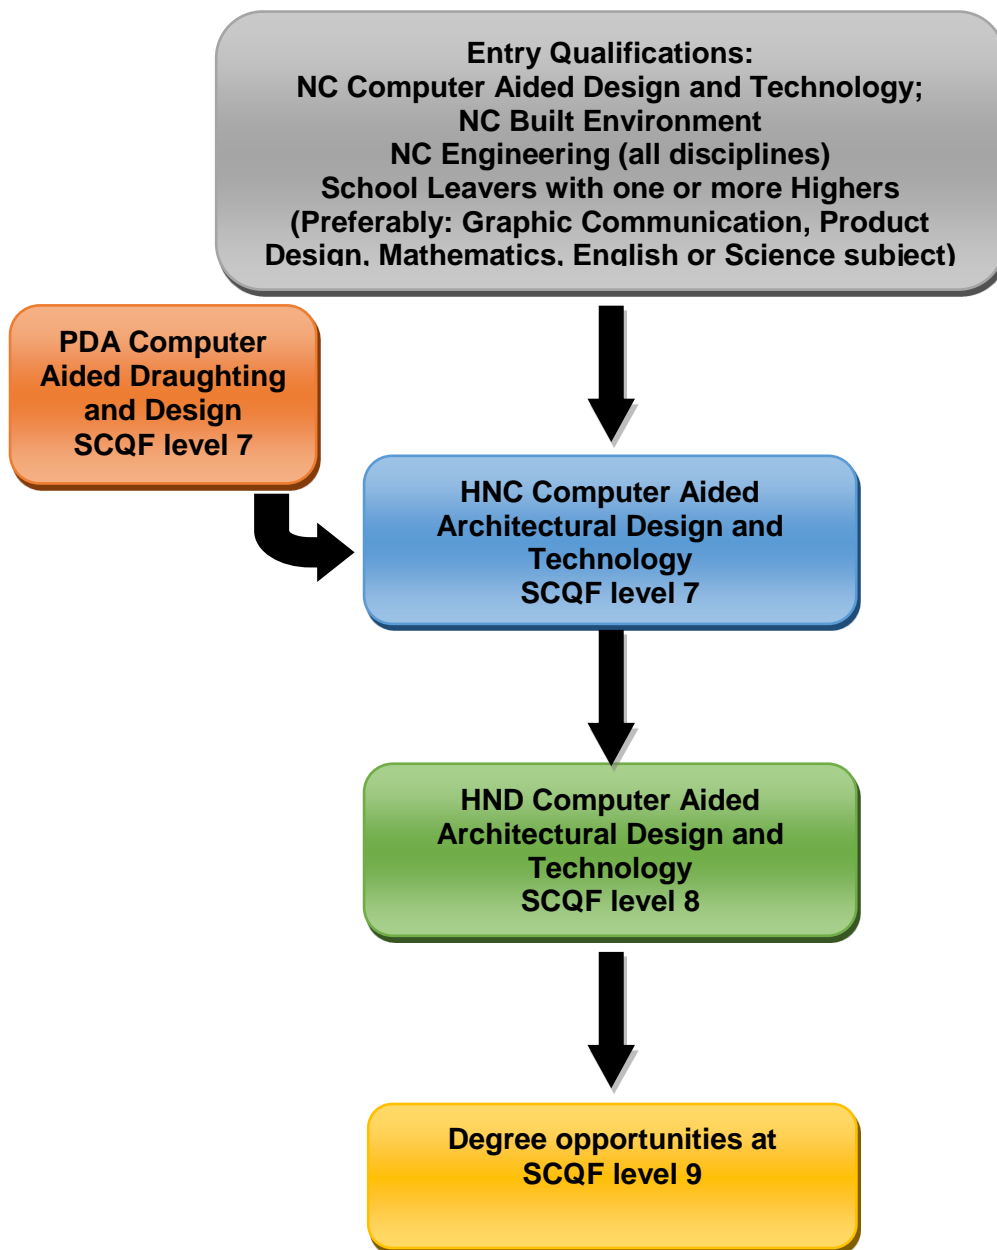 Entry Qualifications:
NC Computer Aided Design and Technology;
NC Built Environment
NC Engineering (all disciplines)
School Leavers with one or more Highers
(Preferably: Graphic Communication, Product
Design, Mathematics, English or Science subject)
PDA Computer
Aided Draughting
and Design
SCQF level 7
HNC Computer Aided
Architectural Design and
Technology
SCQF level 7
HND Computer Aided
Architectural Design and
Technology
SCQF level 8
Degree opportunities at
SCQF level 9